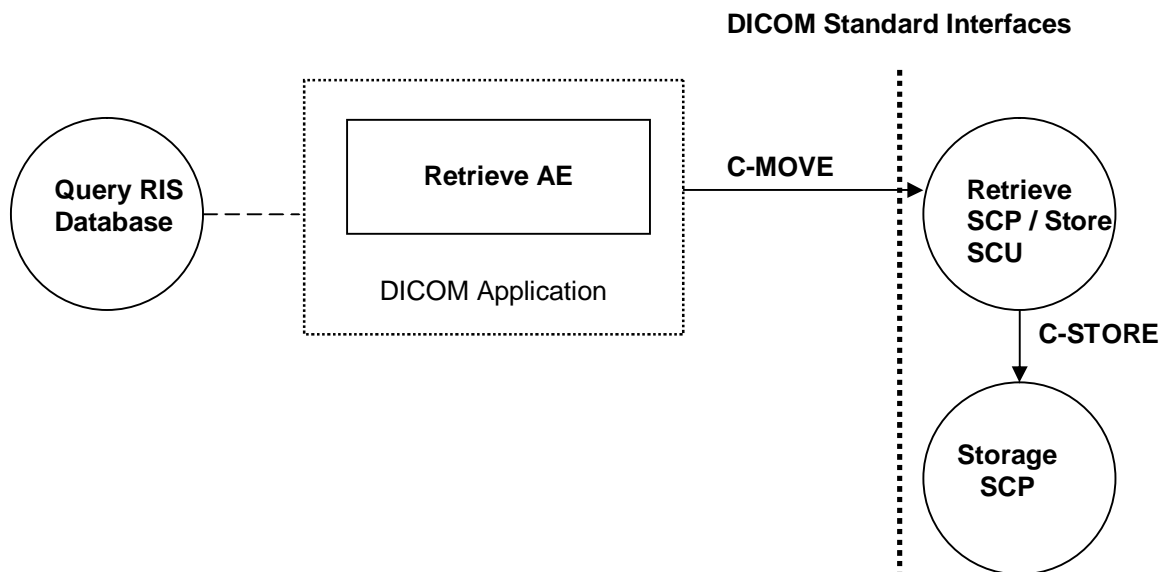 DICOM Standard Interfaces
Query RIS
Database
Retrieve AE
DICOM Application
C-MOVE
Retrieve
SCP / Store
SCU
C-STORE
Storage
SCP